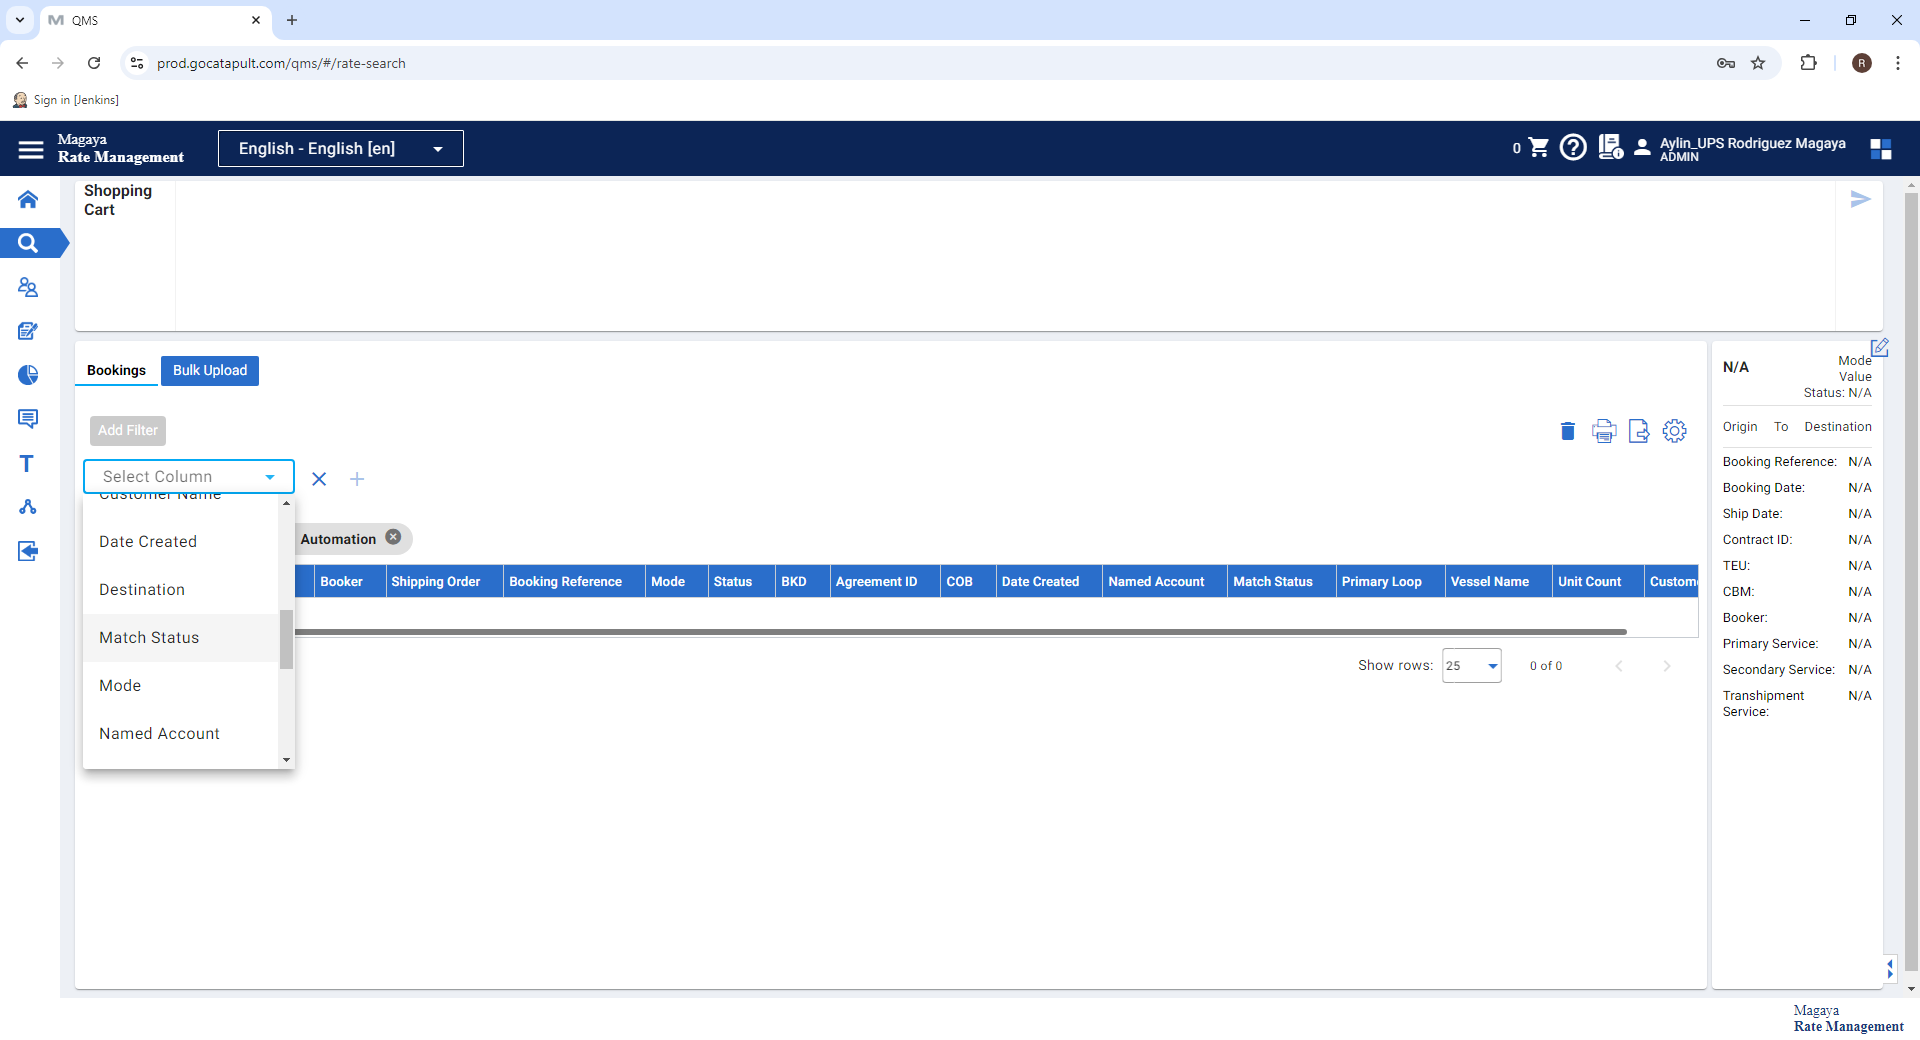 QMS
prod.gocatapult.com/qms/#/rate-search
R
Sign in [Jenkins]
Magaya
Rate Management
English - English [en]
0
Aylin_UPS Rodriguez Magaya
ADMIN
Shopping
Cart
Bookings
Bulk Upload
Add Filter
Select Column
Customer Name
Date Created
Destination
Match Status
Mode
Named Account
Automation
Booker
Shipping Order
Booking Reference
Mode
Status
BKD
Agreement ID
COB
Date Created
Named Account
Match Status
Primary Loop
Vessel Name
Unit Count
Custome
Show rows:
25
0 of 0
N/A
Mode
Value
Status: N/A
Origin To Destination
Booking Reference: N/A
Booking Date: N/A
Ship Date: N/A
Contract ID: N/A
TEU: N/A
CBM: N/A
Booker: N/A
Primary Service: N/A
Secondary Service: N/A
Transhipment N/A
Service:
Magaya
Rate Management